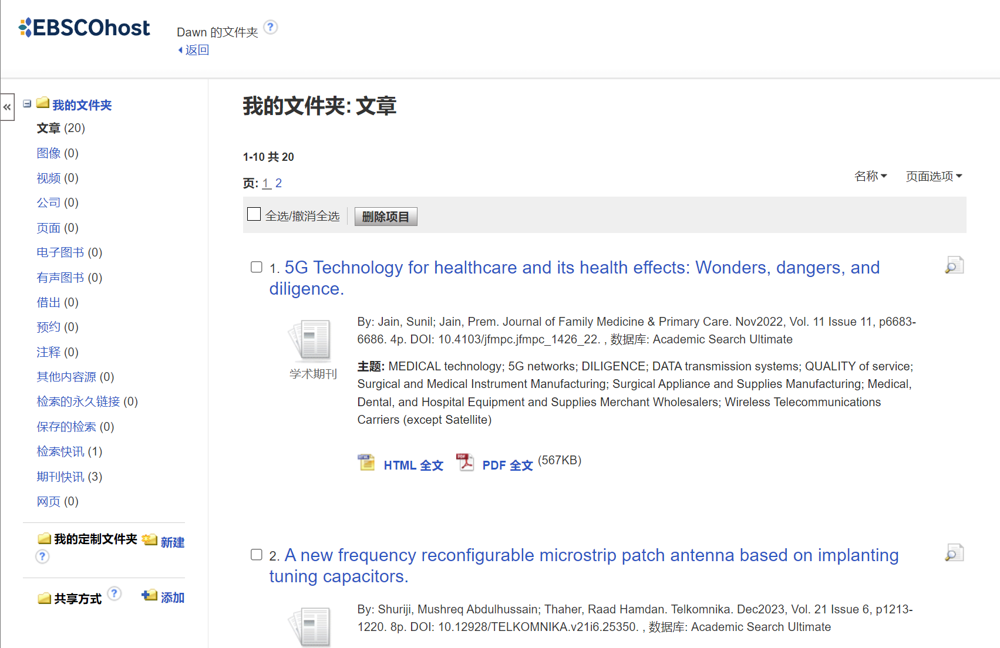 EBSCOhost
Dawn 的文件夹 ?
返回
«
我的文件夹
文章 (20)
图像 (0)
视频 (0)
公司 (0)
页面 (0)
电子图书 (0)
有声图书 (0)
借出 (0)
预约 (0)
注释 (0)
其他内容源 (0)
检索的永久链接 (0)
保存的检索 (0)
检索快讯 (1)
期刊快讯 (3)
网页 (0)
我的定制文件夹 新建
?
共享方式 ? 添加
我的文件夹: 文章
1-10 共 20
页: 1 2
名称 页面选项
全选/撤消全选 删除项目
1. 5G Technology for healthcare and its health effects: Wonders, dangers, and
diligence.
学术期刊
By: Jain, Sunil; Jain, Prem. Journal of Family Medicine & Primary Care. Nov2022, Vol. 11 Issue 11, p6683-
6686. 4p. DOI: 10.4103/jfmpc.jfmpc_1426_22. , 数据库: Academic Search Ultimate
主题: MEDICAL technology; 5G networks; DILIGENCE; DATA transmission systems; QUALITY of service;
Surgical and Medical Instrument Manufacturing; Surgical Appliance and Supplies Manufacturing; Medical,
Dental, and Hospital Equipment and Supplies Merchant Wholesalers; Wireless Telecommunications
Carriers (except Satellite)
HTML 全文 PDF PDF 全文 (567KB)
2. A new frequency reconfigurable microstrip patch antenna based on implanting
tuning capacitors.
By: Shuriji, Mushreq Abdulhussain; Thaher, Raad Hamdan. Telkomnika. Dec2023, Vol. 21 Issue 6, p1213-
1220. 8p. DOI: 10.12928/TELKOMNIKA.v21i6.25350. , 数据库: Academic Search Ultimate